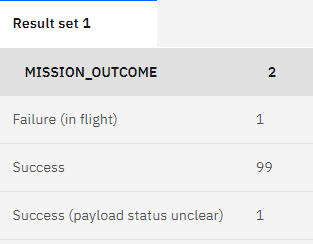 Result set 1
MISSION_OUTCOME 2
Failure (in flight) 1
Success 99
Success (payload status unclear) 1